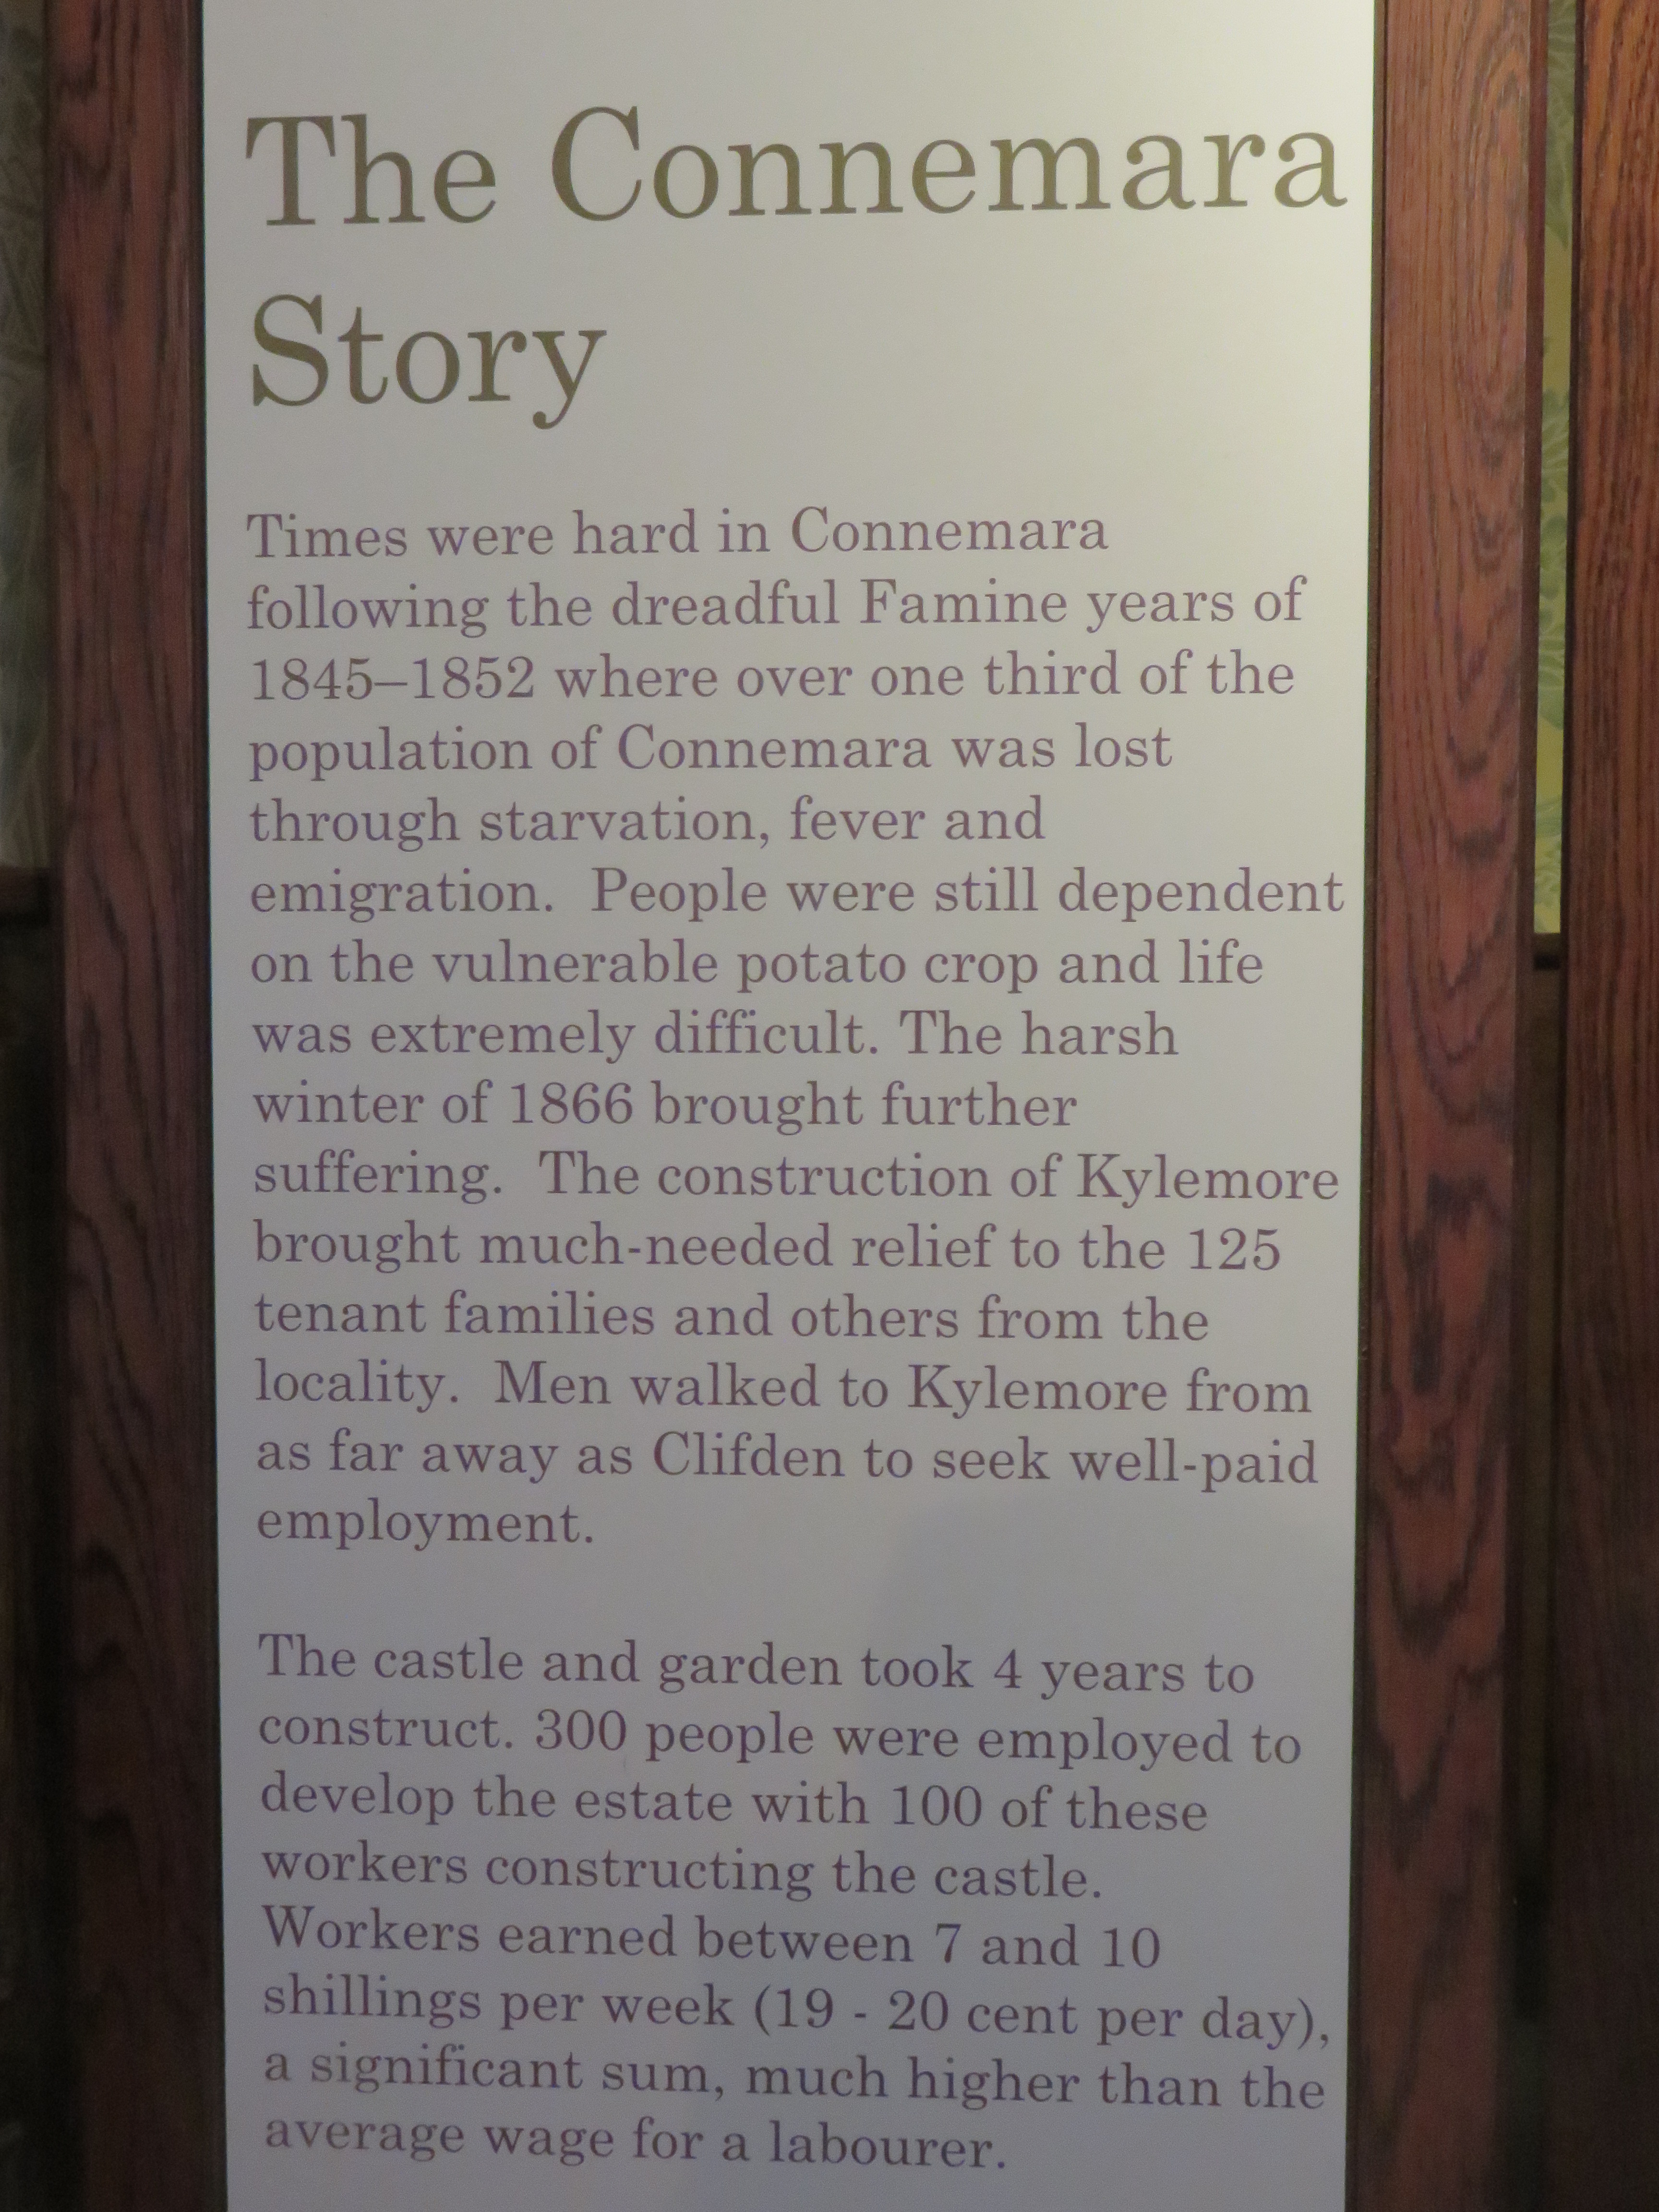 The Connemara
Story
Times were hard in Connemara
following the dreadful Famine years of
1845–1852 where over one third of the
population of Connemara was lost
through starvation, fever and
emigration.  People were still dependent
on the vulnerable potato crop and life
was extremely difficult. The harsh
winter of 1866 brought further
suffering.  The construction of Kylemore
brought much-needed relief to the 125
tenant families and others from the
locality.  Men walked to Kylemore from
as far away as Clifden to seek well-paid
employment.
The castle and garden took 4 years to
construct. 300 people were employed to
develop the estate with 100 of these
workers constructing the castle.
Workers earned between 7 and 10
shillings per week (19 - 20 cent per day),
a significant sum, much higher than the
average wage for a labourer.